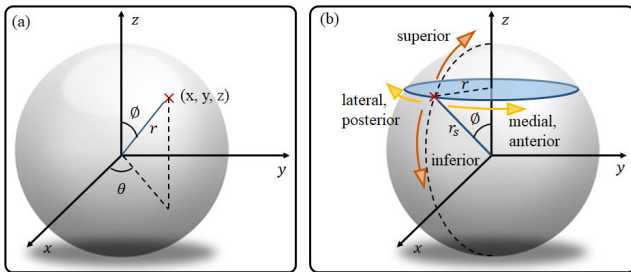 (a)
z
ϕ
r
(x, y, z)
θ
y
x
(b)
z
superior
r
lateral,
posterior
r_s
ϕ
medial,
anterior
inferior
y
x